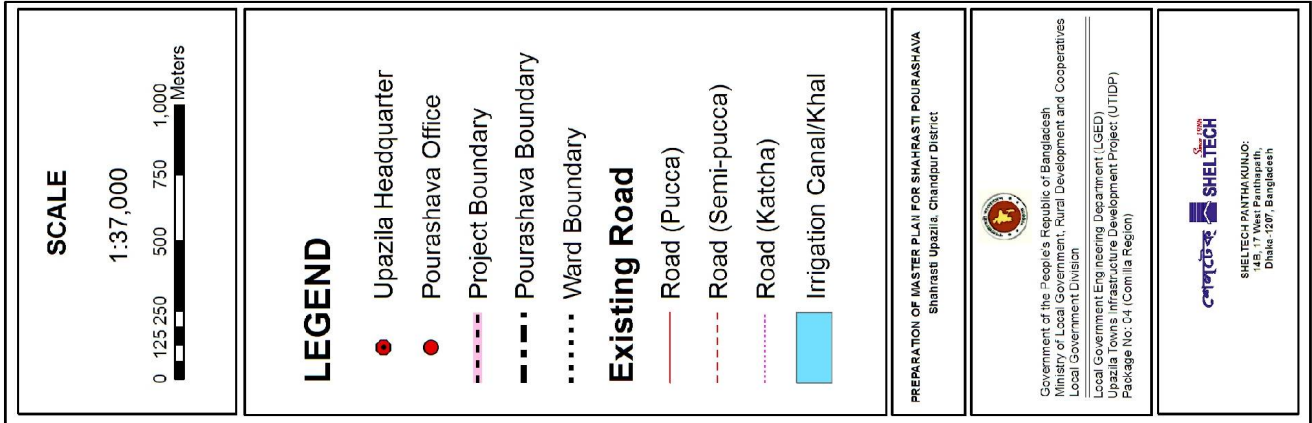 SCALE
1:37,000
0 125 250 500 750 1,000
Meters
LEGEND
Upazila Headquarter
Pourashava Office
Project Boundary
Pourashava Boundary
Ward Boundary
Existing Road
Road (Pucca)
Road (Semi-pucca)
Road (Katcha)
Irrigation Canal/Khal
PREPARATION OF MASTER PLAN FOR SHAHRASTI POURASHAVA
Shahrasti Upazila, Chandpur District
Government of the People's Republic of Bangladesh
Ministry of Local Government, Rural Development and Cooperatives
Local Government Division
Local Government Engineering Department (LGED)
Upazila Towns Infrastructure Development Project (UTIDP)
Package No: 04 (Comilla Region)
Since 1988
শেল্‌টেক্ SHELTECH
SHELTECH PANTHAKUNJO:
14B, 17 West Panthapath,
Dhaka-1207, Bangladesh